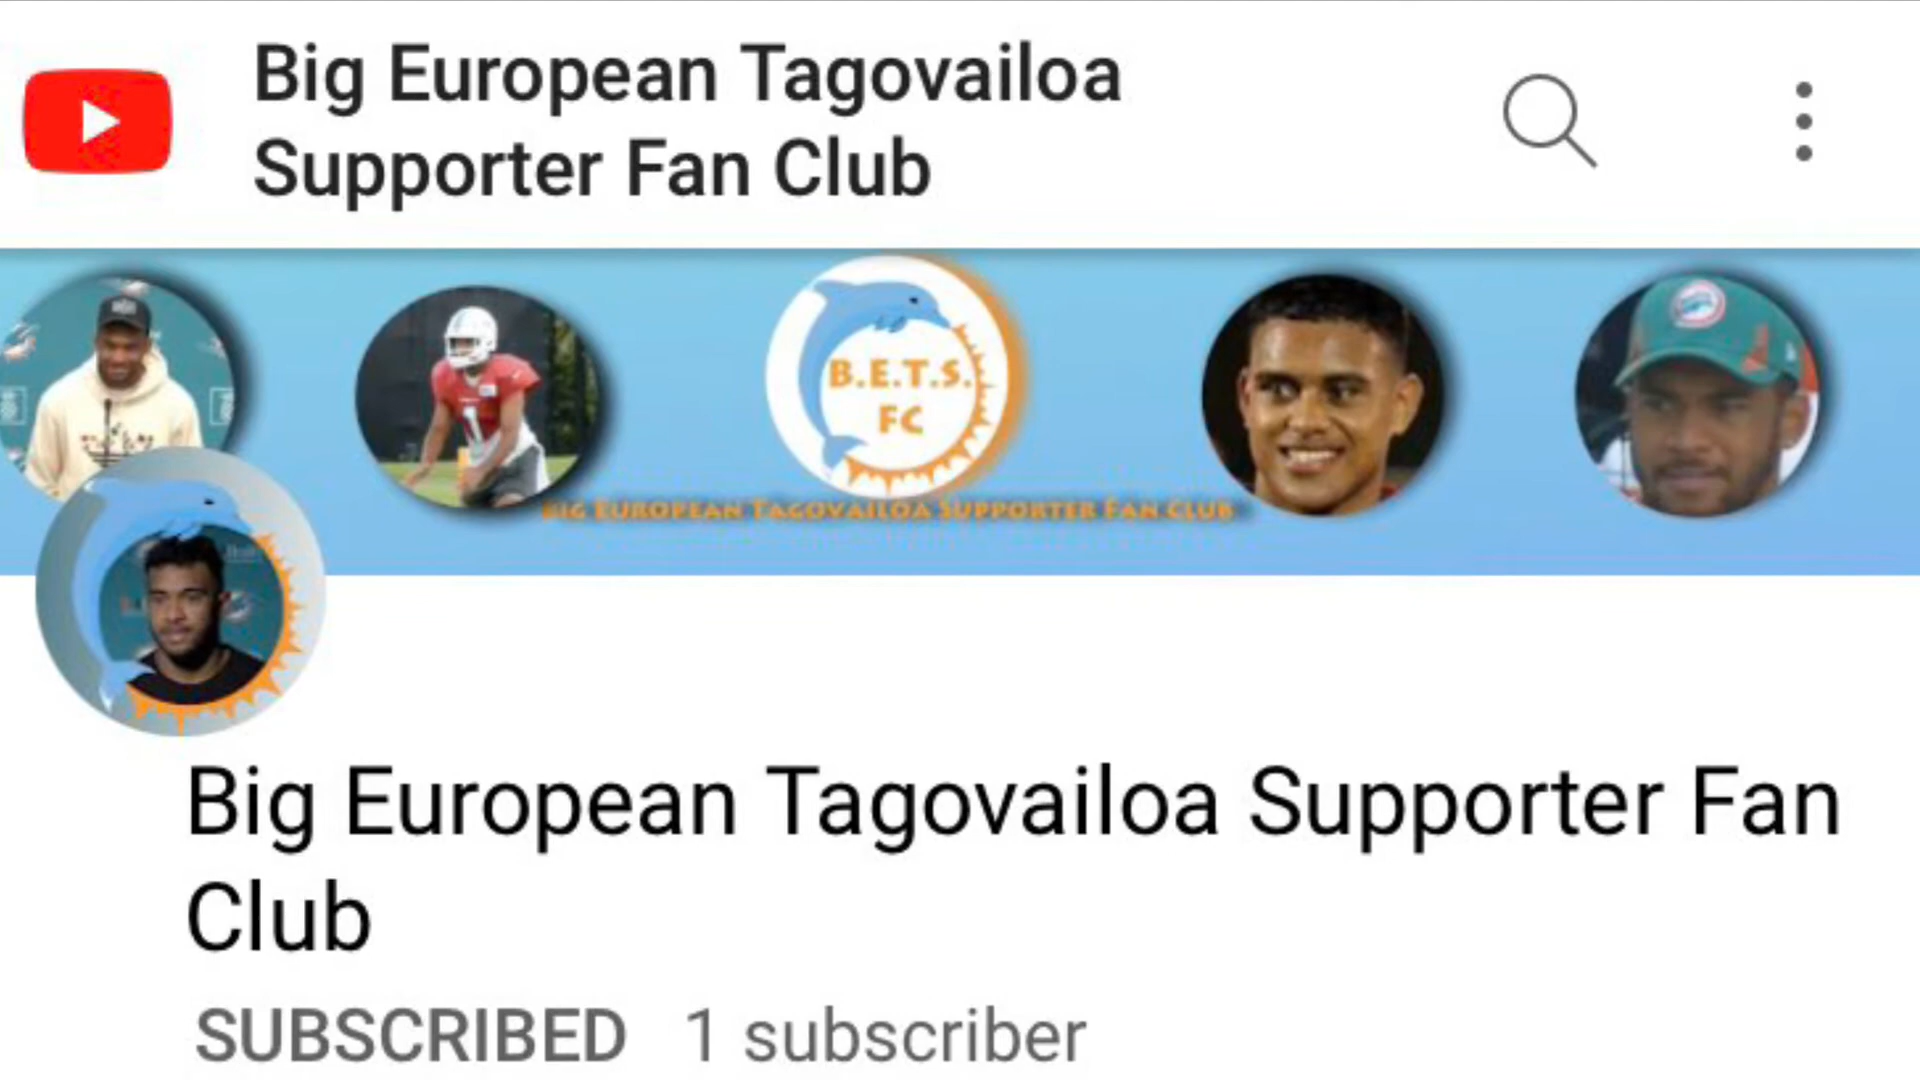 Big European Tagovailoa
Supporter Fan Club
B.E.T.S.
FC
BIG EUROPEAN TAGOVAILOA SUPPORTER FAN CLUB
1
Big European Tagovailoa Supporter Fan
Club
SUBSCRIBED 1 subscriber